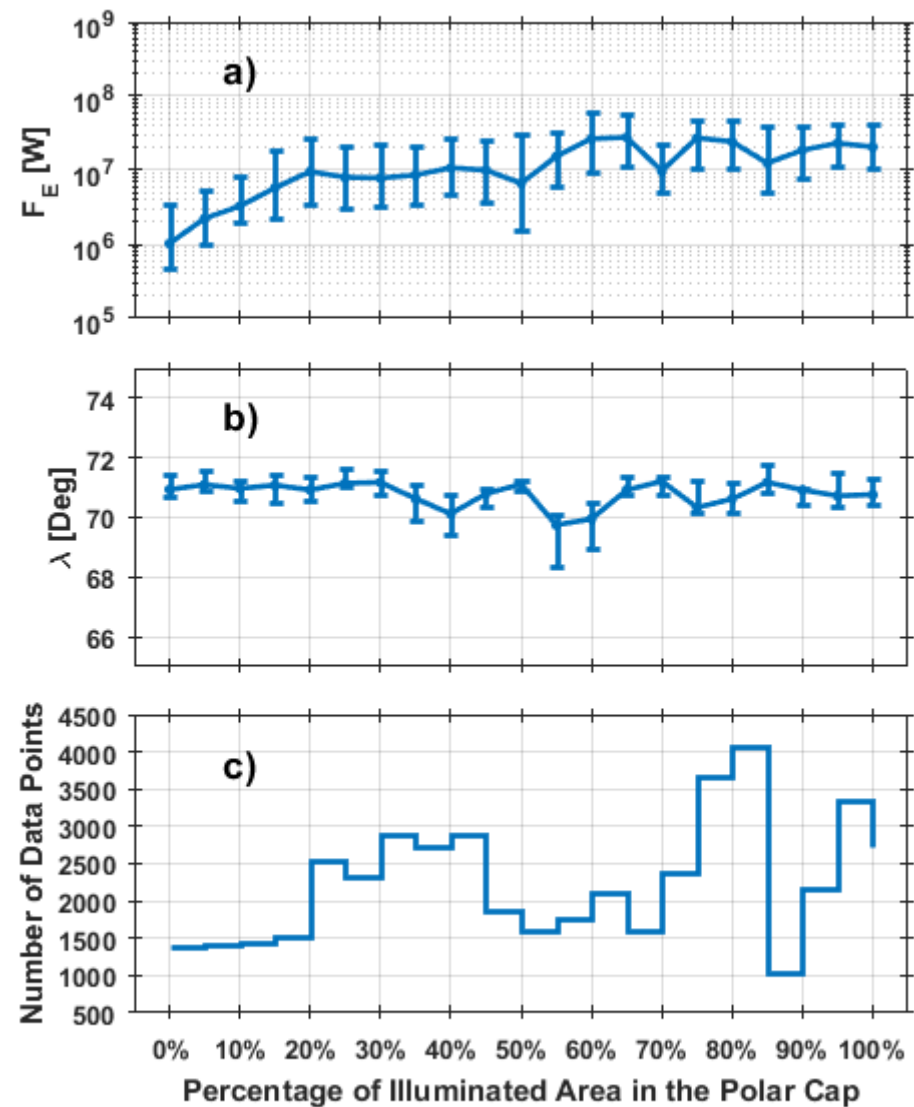 a)
F_E [W]
10^9
10^8
10^7
10^6
10^5
b)
λ [Deg]
74
72
70
68
66
c)
Number of Data Points
4500
4000
3500
3000
2500
2000
1500
1000
500
0% 10% 20% 30% 40% 50% 60% 70% 80% 90% 100%
Percentage of Illuminated Area in the Polar Cap